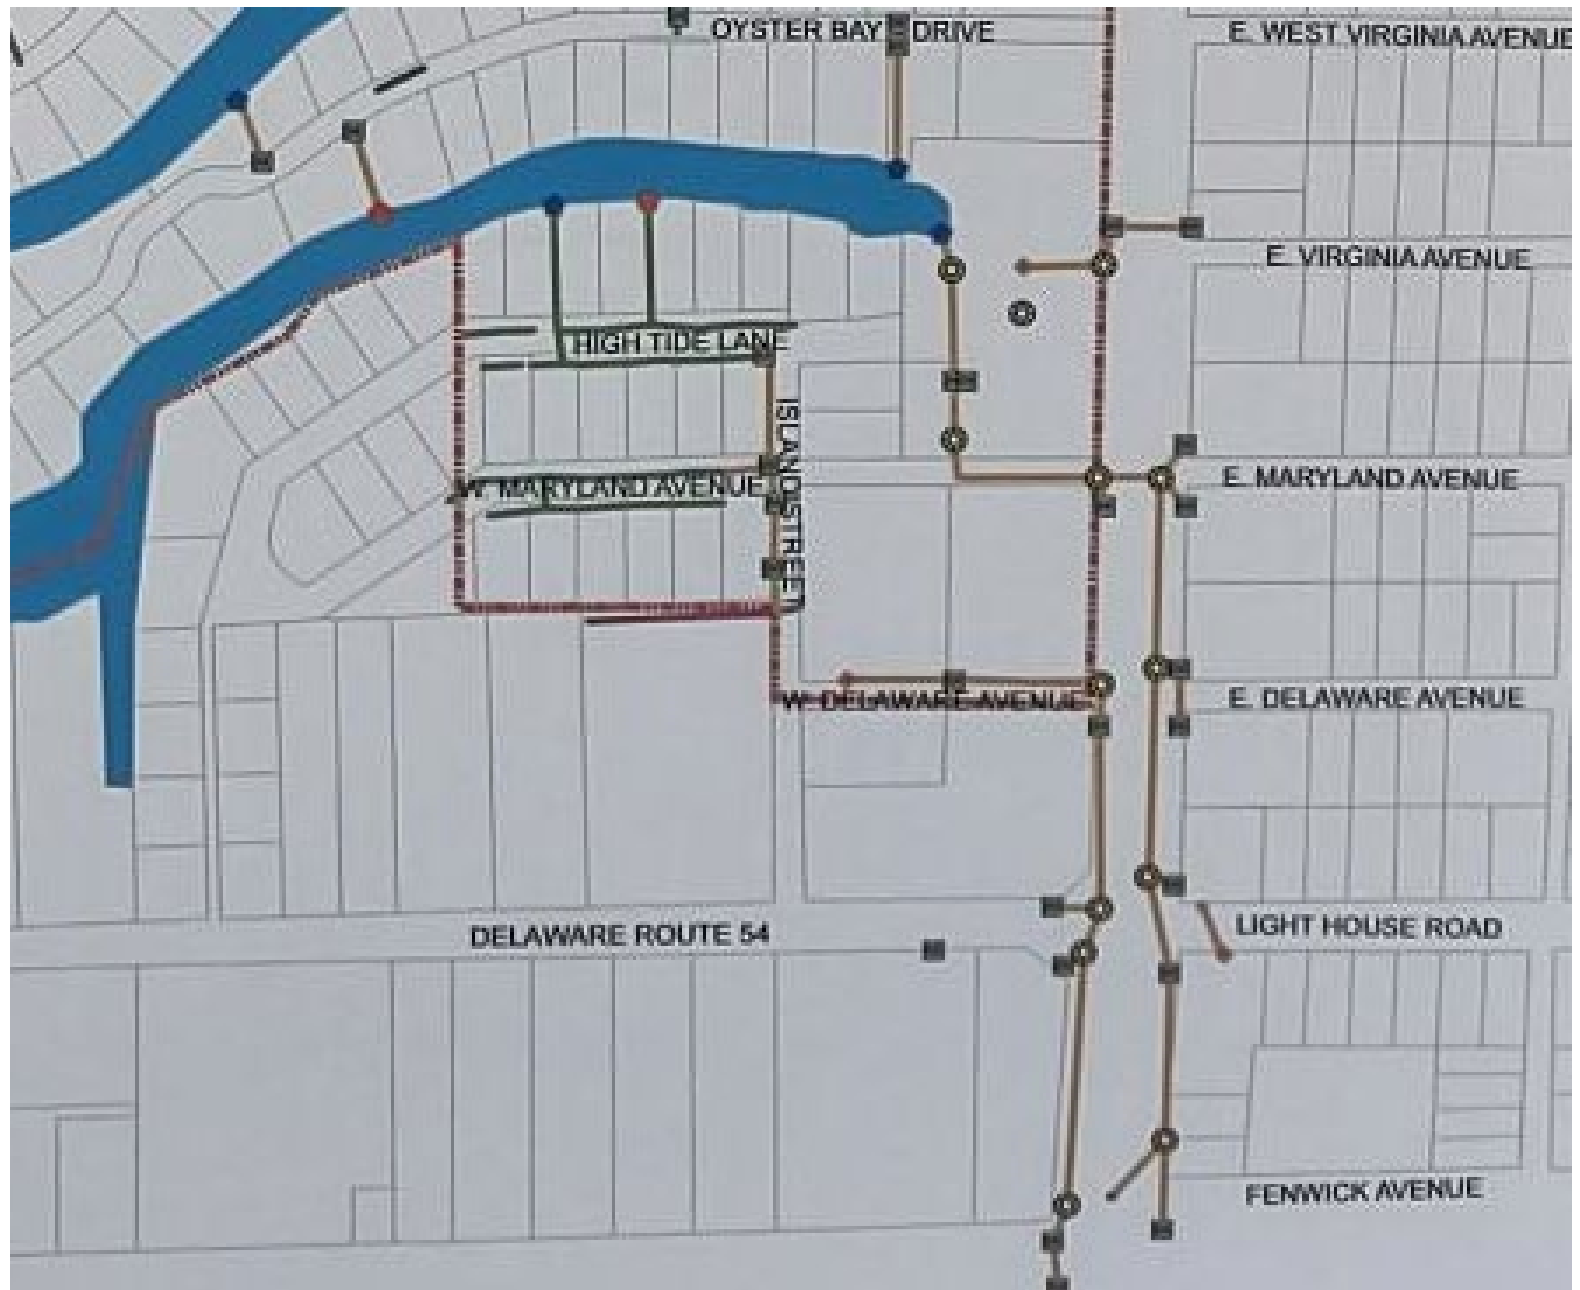 OYSTER BAY DRIVE
E. WEST VIRGINIA AVENUE
E. VIRGINIA AVENUE
HIGH TIDE LANE
ISLAND STREET
W. MARYLAND AVENUE
E. MARYLAND AVENUE
W. DELAWARE AVENUE
E. DELAWARE AVENUE
DELAWARE ROUTE 54
LIGHT HOUSE ROAD
FENWICK AVENUE